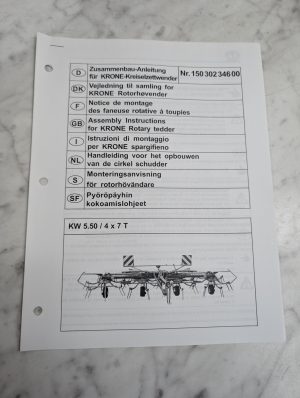 D Zusammenbau-Anleitung
für KRONE-Kreiselzettwender
Nr. 150 302 346 00
DK Vejledning til samling for
KRONE Rotorhøvender
F Notice de montage
des faneuse rotative à toupies
GB Assembly Instructions
for KRONE Rotary tedder
I Istruzioni di montaggio
per KRONE spargifieno
NL Handleiding voor het opbouwen
van de cirkel schudder
S Monteringsanvisning
för rotorhövändare
SF Pyöröpäyhin
kokoamislohjeet
KW 5.50 / 4 x 7 T